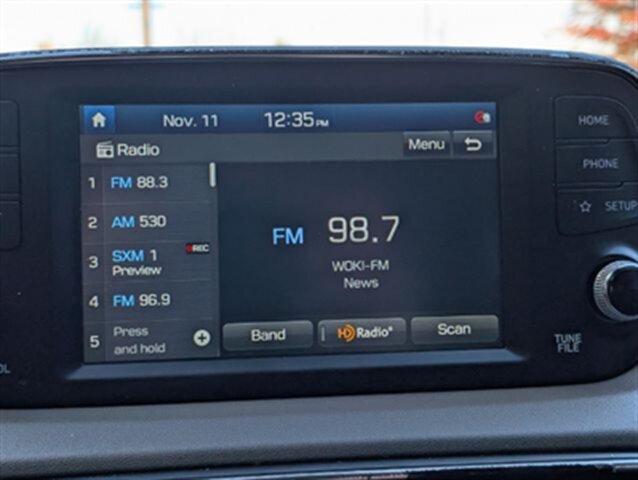 Nov. 11 12:35 PM
Radio Menu
1 FM 88.3
2 AM 530
3 SXM 1 REC
Preview
4 FM 96.9
5 Press
and hold
FM 98.7
WOKI-FM
News
Band HD Radio® Scan
HOME
PHONE
SETUP
TUNE
FILE
OL